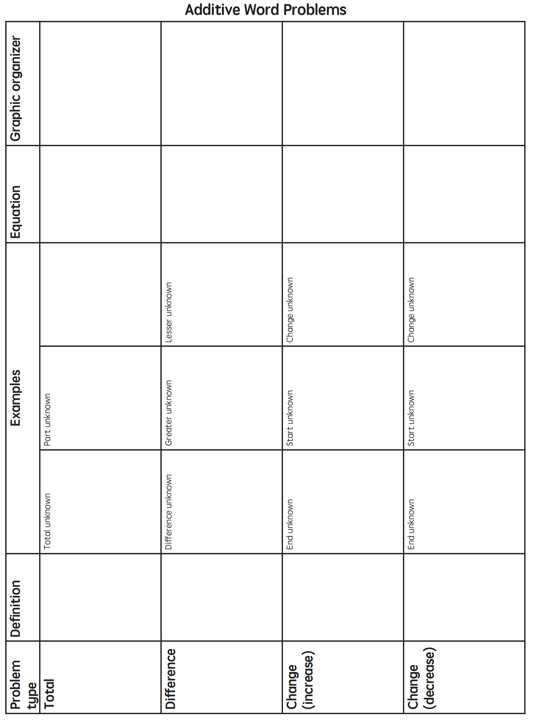 Additive Word Problems
Problem
type
Definition
Examples
Equation
Graphic organizer
Total
Total unknown
Part unknown
Difference
Difference unknown
Greater unknown
Lesser unknown
Change
(increase)
End unknown
Start unknown
Change unknown
Change
(decrease)
End unknown
Start unknown
Change unknown